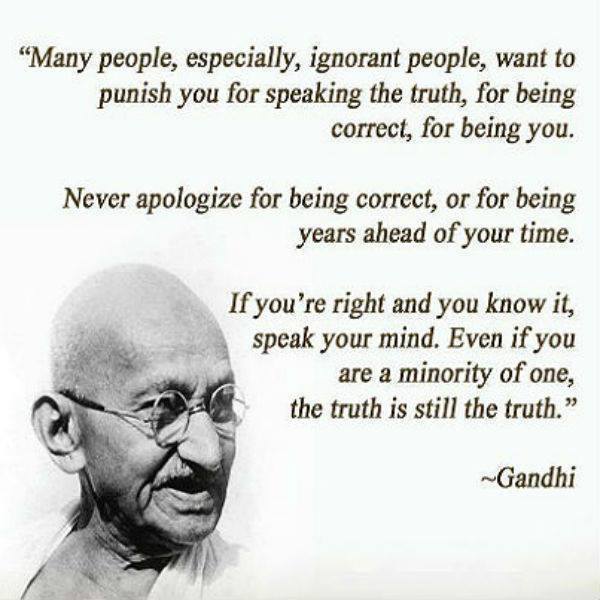 “Many people, especially, ignorant people, want to
punish you for speaking the truth, for being
correct, for being you.
Never apologize for being correct, or for being
years ahead of your time.
If you’re right and you know it,
speak your mind. Even if you
are a minority of one,
the truth is still the truth.”
~Gandhi